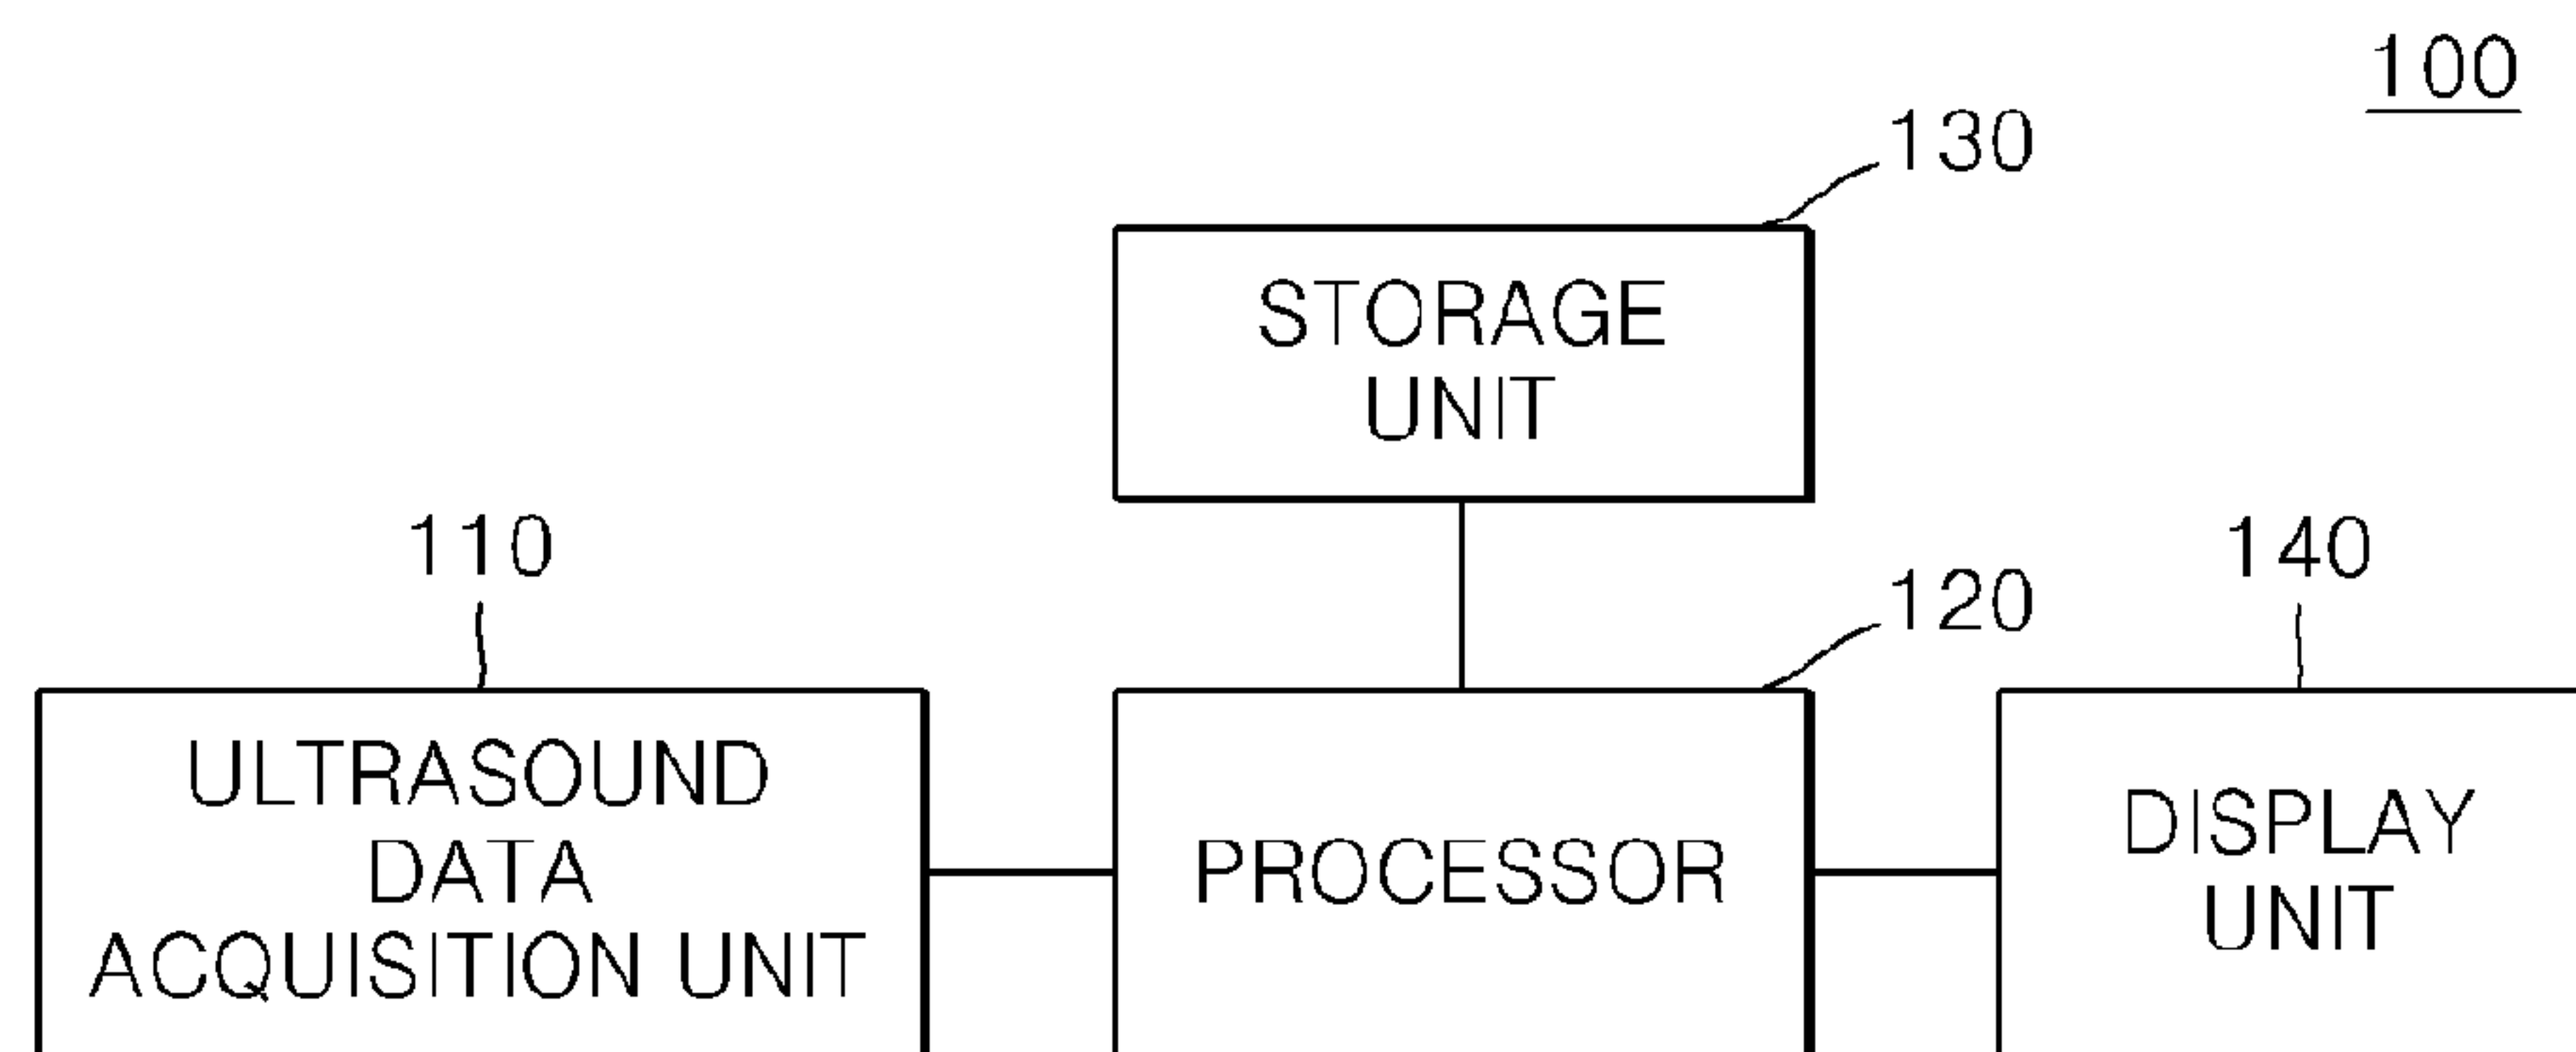 100
130
STORAGE
UNIT
110
120
140
ULTRASOUND
DATA
ACQUISITION UNIT
PROCESSOR
DISPLAY
UNIT